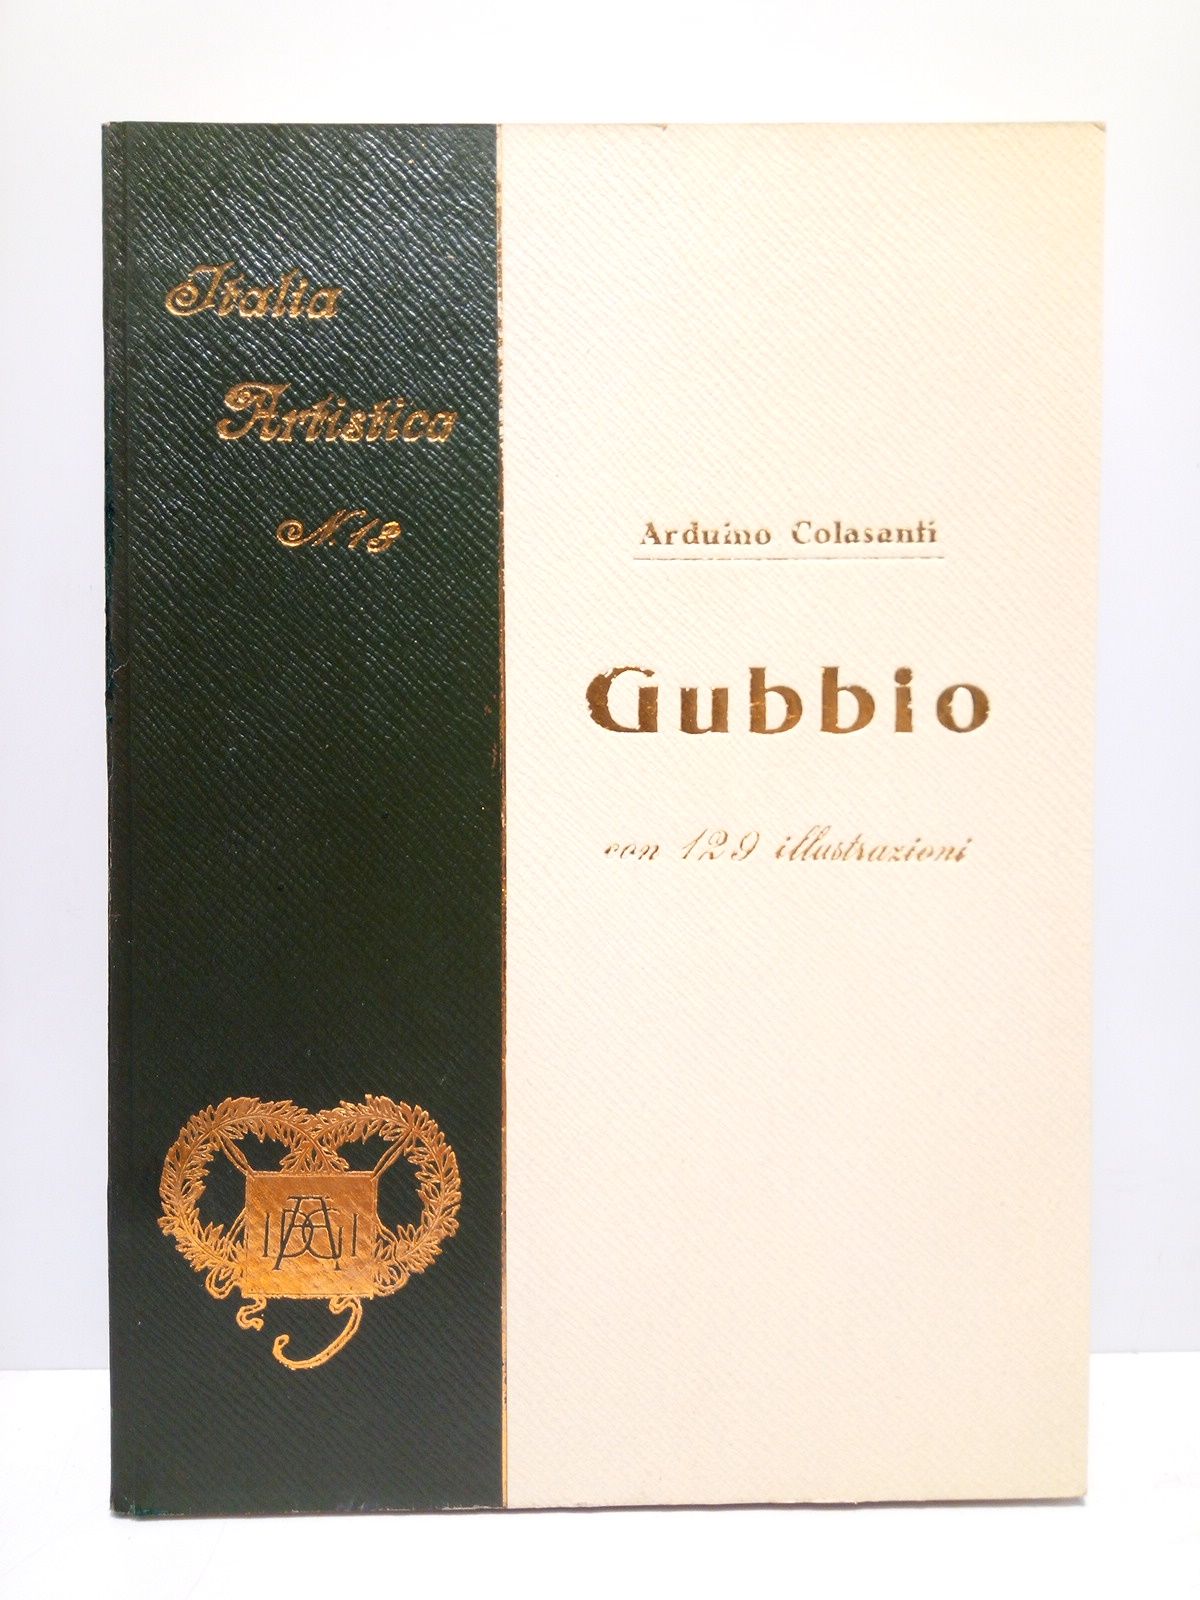 Italia
Artistica
N. 13
Arduino Colasanti
Gubbio
con 129 illustrazioni